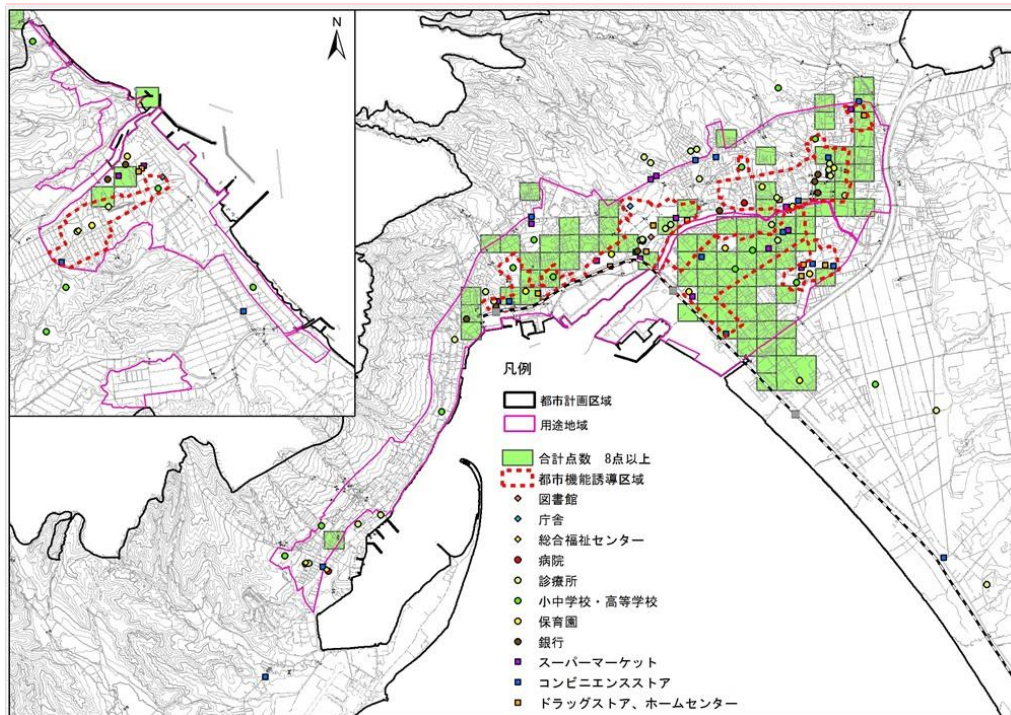 N
凡例
都市計画区域
用途地域
合計点数 8点以上
都市機能誘導区域
図書館
庁舎
総合福祉センター
病院
診療所
小中学校・高等学校
保育園
銀行
スーパーマーケット
コンビニエンスストア
ドラッグストア、ホームセンター